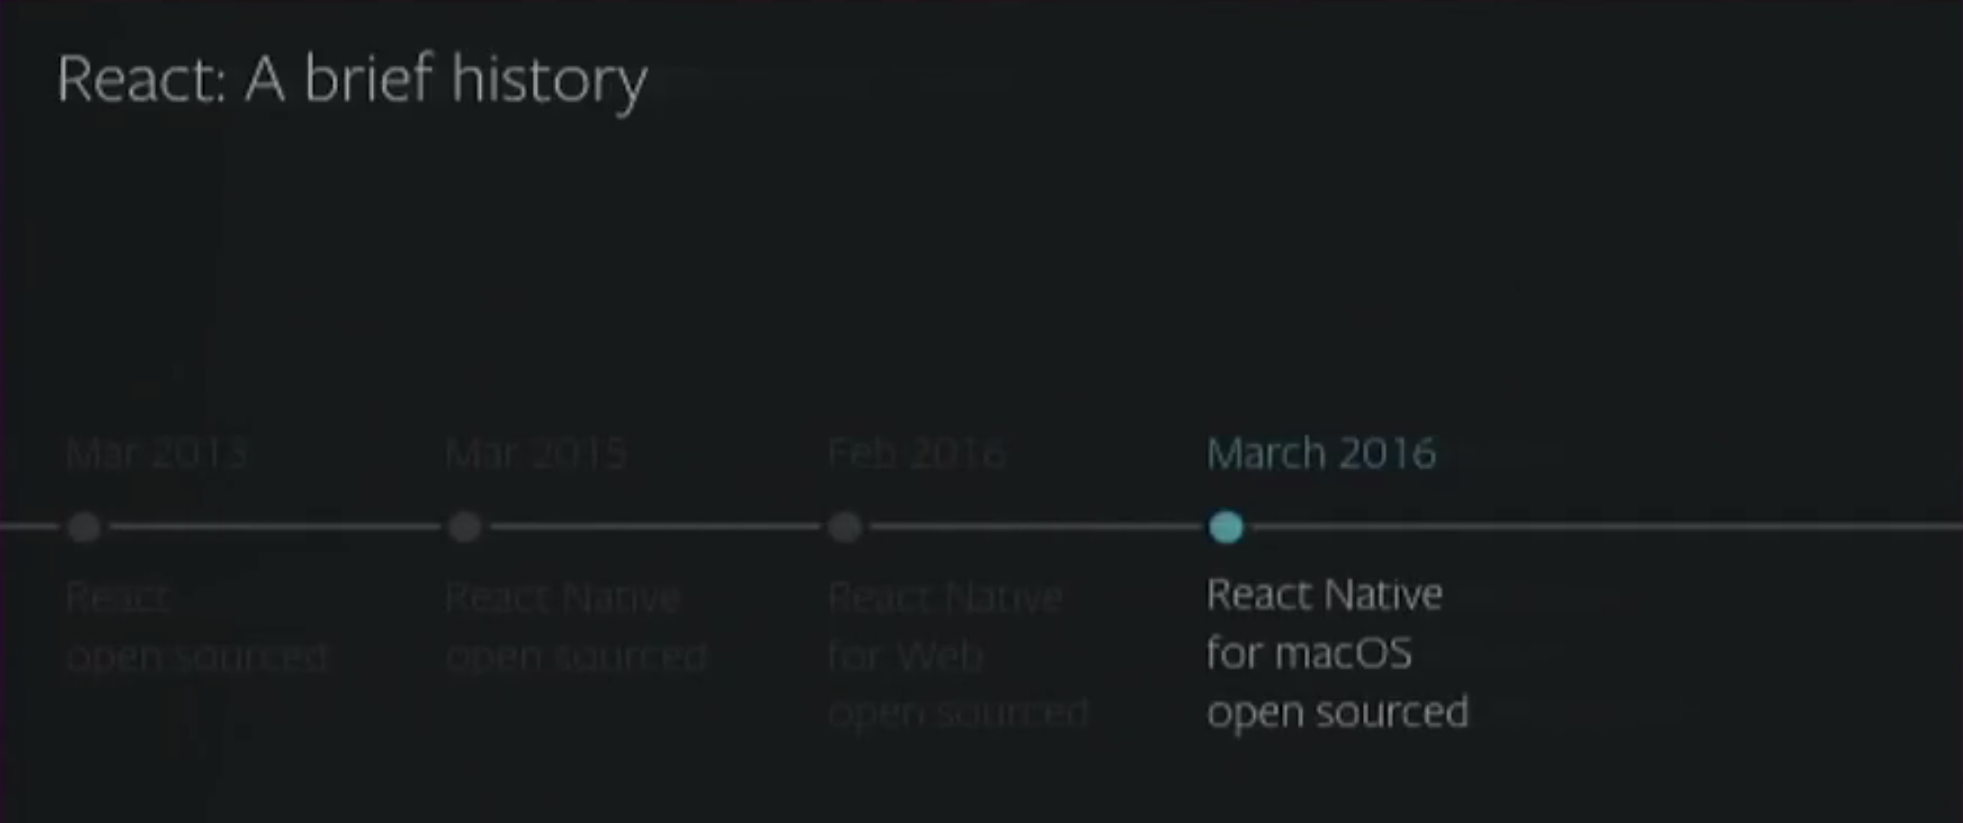 React: A brief history
Mar 2013
Mar 2015
Feb 2016
March 2016
React
open sourced
React Native
open sourced
React Native
for Web
open sourced
React Native
for macOS
open sourced